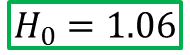 H₀ = 1.06